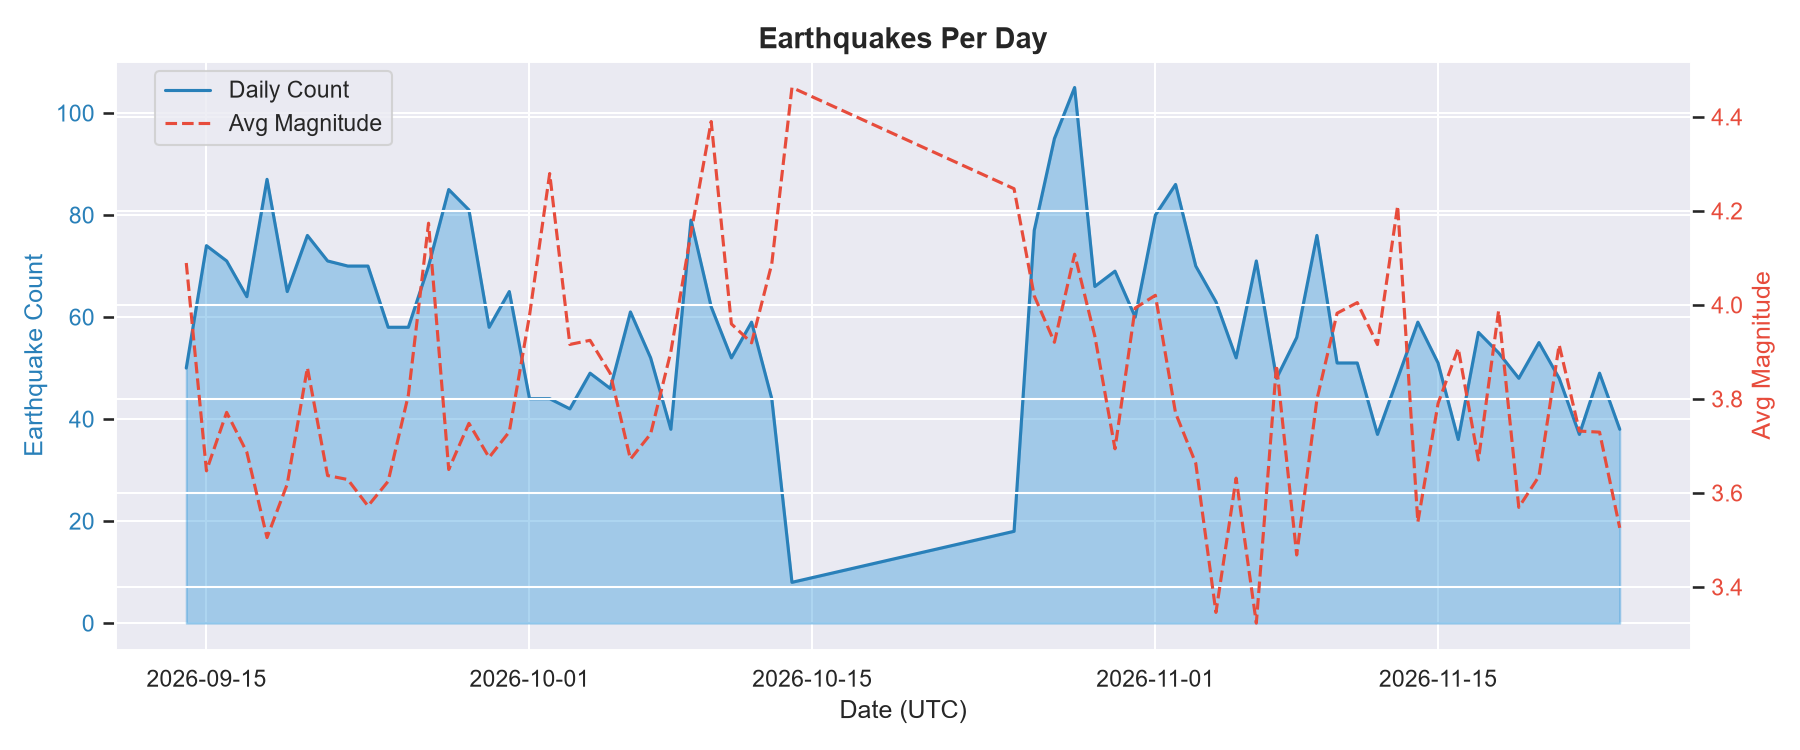 Earthquakes Per Day
Daily Count
Avg Magnitude
100
80
60
40
20
0
Earthquake Count
4.4
4.2
4.0
3.8
3.6
3.4
Avg Magnitude
2026-09-15
2026-10-01
2026-10-15
2026-11-01
2026-11-15
Date (UTC)